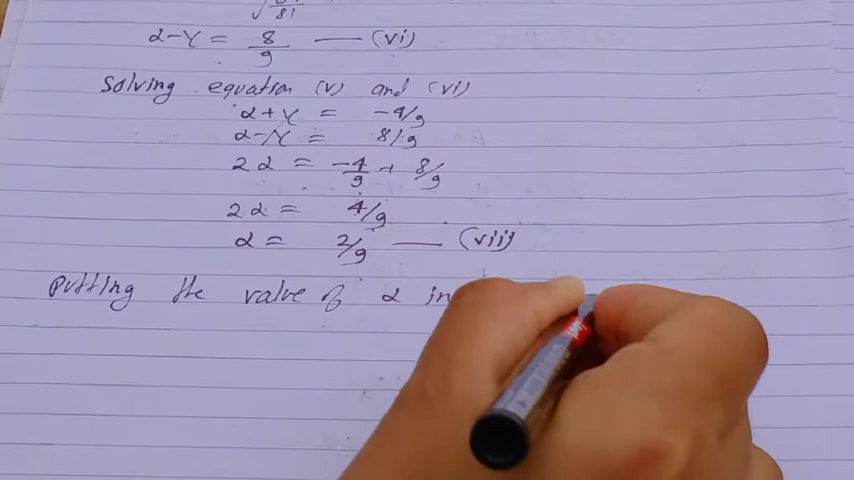 α-γ = 8/9 —— (vi)
Solving equation (v) and (vi)
α+γ = -4/9
α-γ = 8/9
2α = -4/9 + 8/9
2α = 4/9
α = 2/9 —— (viii)
Putting the value of α in